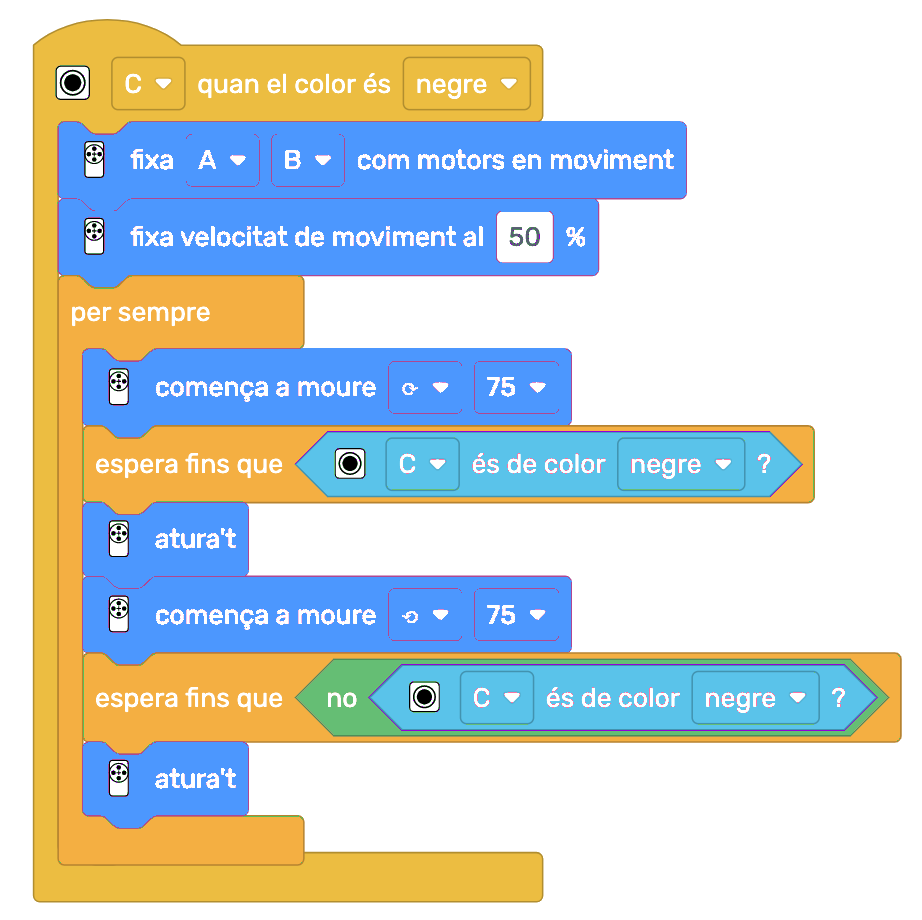 C quan el color és negre
fixa A B com motors en moviment
fixa velocitat de moviment al 50 %
per sempre
comença a moure 75
espera fins que C és de color negre ?
atura't
comença a moure 75
espera fins que no C és de color negre ?
atura't